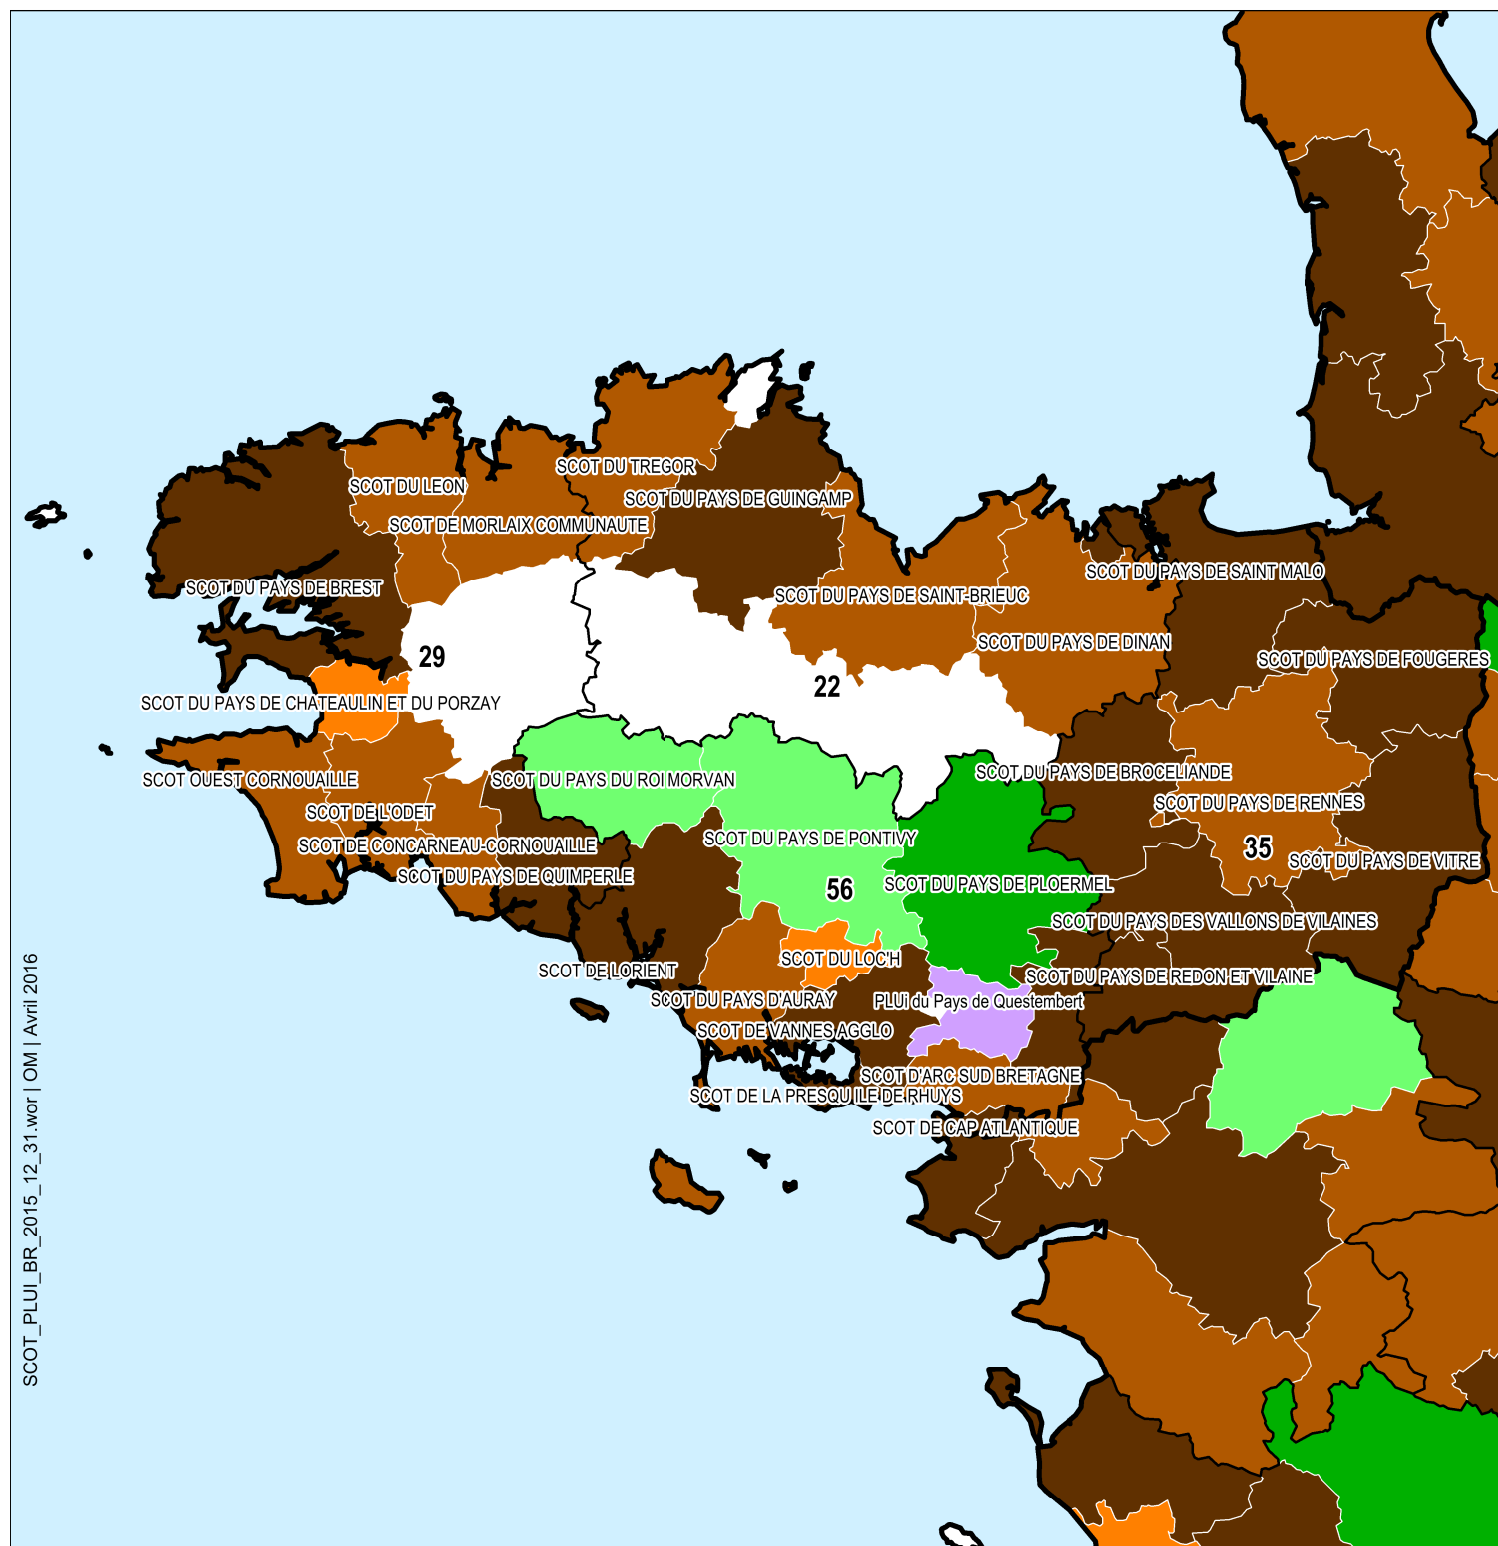 SCOT DU TREGOR
SCOT DU LEON
SCOT DU PAYS DE GUINGAMP
SCOT DE MORLAIX COMMUNAUTE
SCOT DU PAYS DE SAINT MALO
SCOT DU PAYS DE BREST
SCOT DU PAYS DE SAINT-BRIEUC
SCOT DU PAYS DE DINAN
29
SCOT DU PAYS DE FOUGERES
22
SCOT DU PAYS DE CHATEAULIN ET DU PORZAY
SCOT DU PAYS DE BROCELIANDE
SCOT OUEST CORNOUAILLE
SCOT DU PAYS DU ROI MORVAN
SCOT DU PAYS DE RENNES
SCOT DE L'ODET
SCOT DU PAYS DE PONTIVY
SCOT DE CONCARNEAU-CORNOUAILLE
35
SCOT DU PAYS DE VITRE
SCOT DU PAYS DE QUIMPERLE
56
SCOT DU PAYS DE PLOERMEL
SCOT DU PAYS DES VALLONS DE VILAINES
SCOT DU LOC'H
SCOT DE LORIENT
SCOT DU PAYS DE REDON ET VILAINE
SCOT DU PAYS D'AURAY
PLUi du Pays de Questembert
SCOT DE VANNES AGGLO
SCOT D'ARC SUD BRETAGNE
SCOT DE LA PRESQU ILE DE RHUYS
SCOT DE CAP ATLANTIQUE
SCOT_PLUI_BR_2015_12_31.wor | OM | Avril 2016